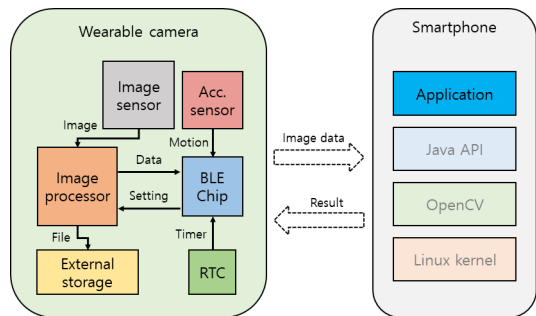 Wearable camera
Image
sensor
Acc.
sensor
Image
Motion
Data
Image
processor
BLE
Chip
Setting
File
Timer
External
storage
RTC
Image data
Result
Smartphone
Application
Java API
OpenCV
Linux kernel